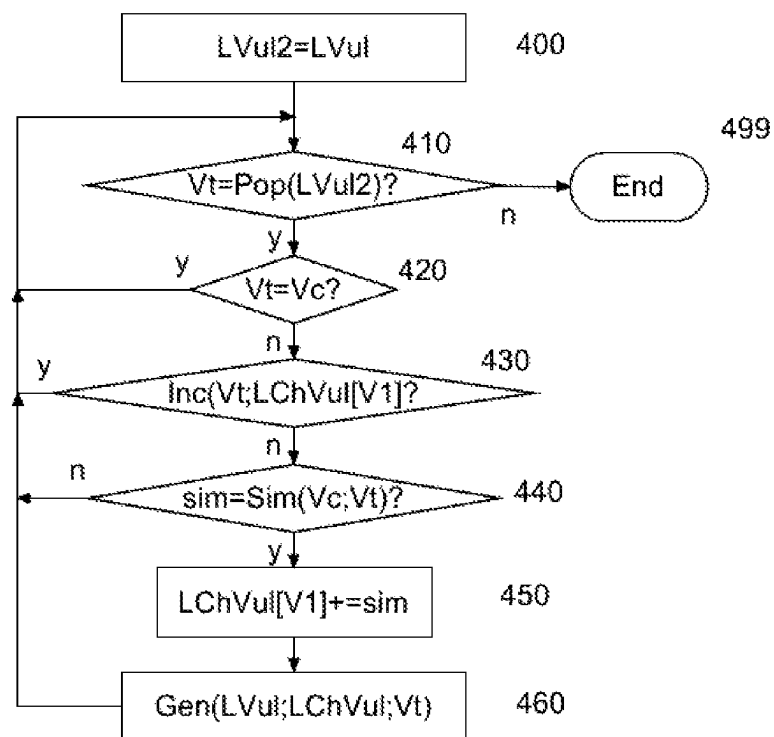 LVul2=LVul
400
410
499
Vt=Pop(LVul2)?
End
n
y
y
420
Vt=Vc?
n
430
y
Inc(Vt;LChVul[V1]?
n
n
sim=Sim(Vc;Vt)?
440
y
LChVul[V1]+=sim
450
Gen(LVul;LChVul;Vt)
460